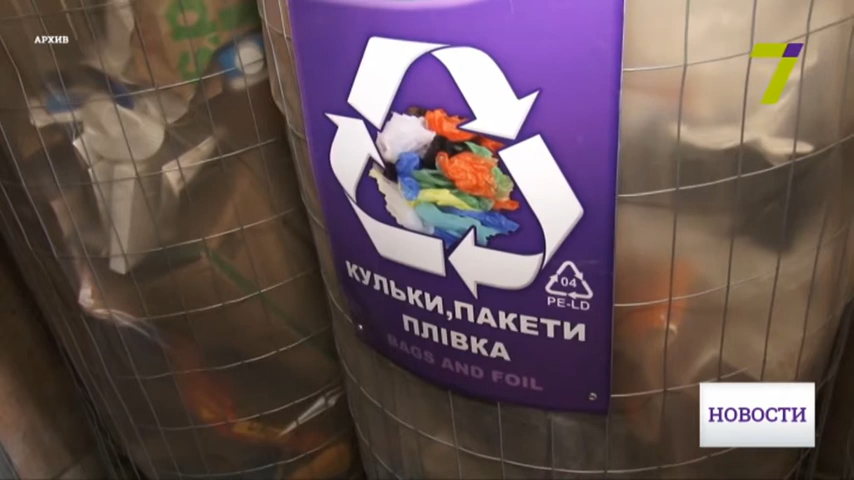 АРХИВ
7
04
PE-LD
КУЛЬКИ,ПАКЕТИ
ПЛІВКА
BAGS AND FOIL
НОВОСТИ